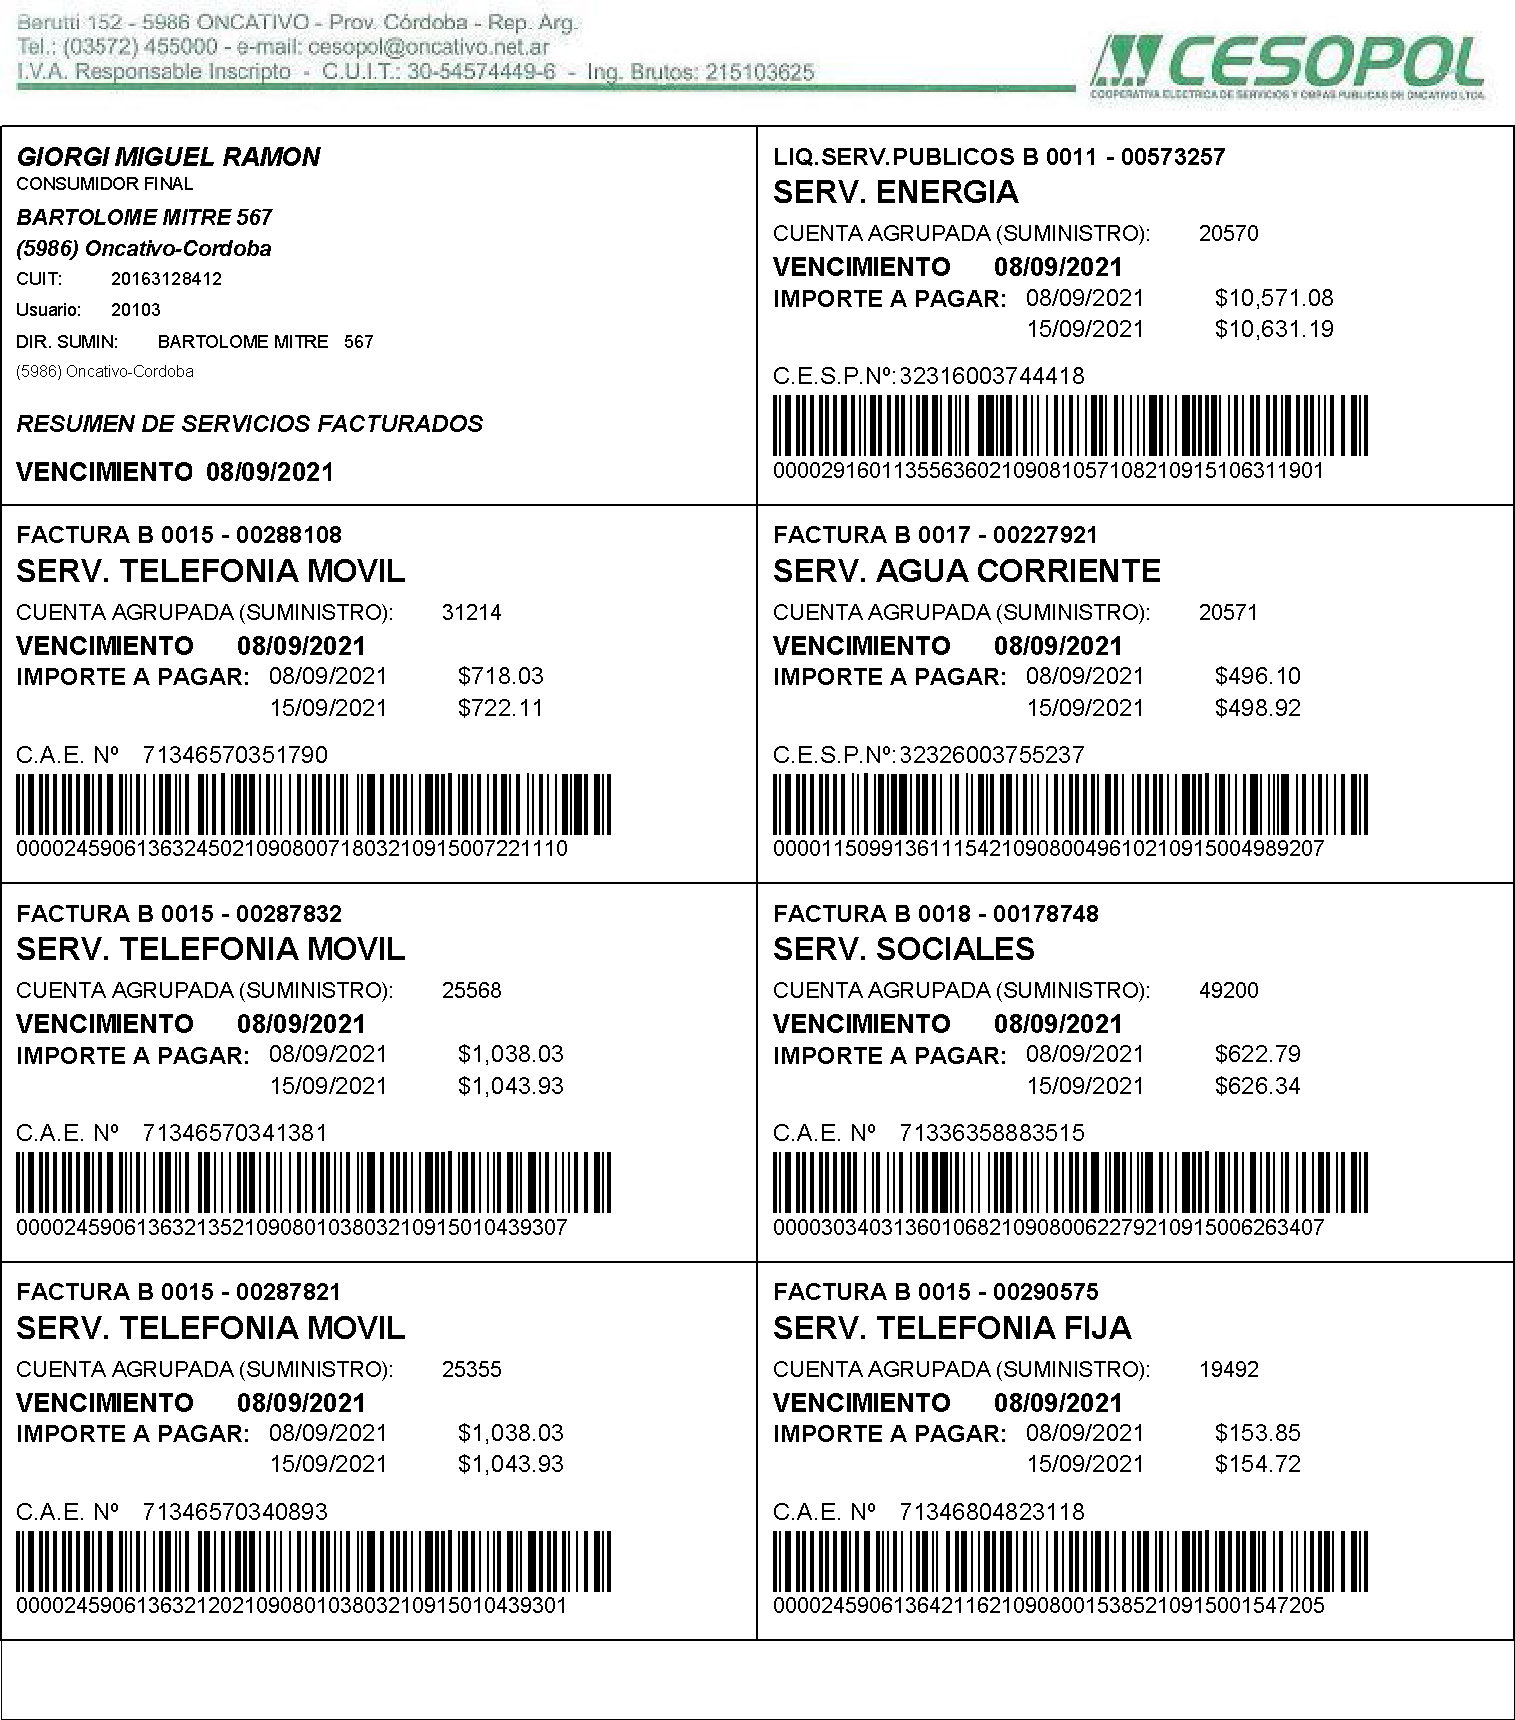 Berutti 152 - 5986 ONCATIVO - Prov. Córdoba - Rep. Arg.
Tel.: (03572) 455000 - e-mail: cesopol@oncativo.net.ar
I.V.A. Responsable Inscripto - C.U.I.T.: 30-54574449-6 - Ing. Brutos: 215103625
CESOPOL
COOPERATIVA ELECTRICA DE SERVICIOS Y OBRAS PUBLICAS DE ONCATIVO LTDA.
GIORGI MIGUEL RAMON
CONSUMIDOR FINAL
BARTOLOME MITRE 567
(5986) Oncativo-Cordoba
CUIT: 20163128412
Usuario: 20103
DIR. SUMIN: BARTOLOME MITRE 567
(5986) Oncativo-Cordoba
RESUMEN DE SERVICIOS FACTURADOS
VENCIMIENTO 08/09/2021
LIQ.SERV.PUBLICOS B 0011 - 00573257
SERV. ENERGIA
CUENTA AGRUPADA (SUMINISTRO): 20570
VENCIMIENTO 08/09/2021
IMPORTE A PAGAR: 08/09/2021 $10,571.08
15/09/2021 $10,631.19
C.E.S.P.Nº:32316003744418
00002916011355636021090810571082109151063119​01
FACTURA B 0015 - 00288108
SERV. TELEFONIA MOVIL
CUENTA AGRUPADA (SUMINISTRO): 31214
VENCIMIENTO 08/09/2021
IMPORTE A PAGAR: 08/09/2021 $718.03
15/09/2021 $722.11
C.A.E. Nº 71346570351790
0000245906136324502109080071803210915007221110
FACTURA B 0017 - 00227921
SERV. AGUA CORRIENTE
CUENTA AGRUPADA (SUMINISTRO): 20571
VENCIMIENTO 08/09/2021
IMPORTE A PAGAR: 08/09/2021 $496.10
15/09/2021 $498.92
C.E.S.P.Nº:32326003755237
0000115099136111542109080049610210915004989207
FACTURA B 0015 - 00287832
SERV. TELEFONIA MOVIL
CUENTA AGRUPADA (SUMINISTRO): 25568
VENCIMIENTO 08/09/2021
IMPORTE A PAGAR: 08/09/2021 $1,038.03
15/09/2021 $1,043.93
C.A.E. Nº 71346570341381
0000245906136321352109080103803210915010439307
FACTURA B 0018 - 00178748
SERV. SOCIALES
CUENTA AGRUPADA (SUMINISTRO): 49200
VENCIMIENTO 08/09/2021
IMPORTE A PAGAR: 08/09/2021 $622.79
15/09/2021 $626.34
C.A.E. Nº 71336358883515
0000303403136010682109080062279210915006263407
FACTURA B 0015 - 00287821
SERV. TELEFONIA MOVIL
CUENTA AGRUPADA (SUMINISTRO): 25355
VENCIMIENTO 08/09/2021
IMPORTE A PAGAR: 08/09/2021 $1,038.03
15/09/2021 $1,043.93
C.A.E. Nº 71346570340893
0000245906136321202109080103803210915010439301
FACTURA B 0015 - 00290575
SERV. TELEFONIA FIJA
CUENTA AGRUPADA (SUMINISTRO): 19492
VENCIMIENTO 08/09/2021
IMPORTE A PAGAR: 08/09/2021 $153.85
15/09/2021 $154.72
C.A.E. Nº 71346804823118
0000245906136421162109080015385210915001547205